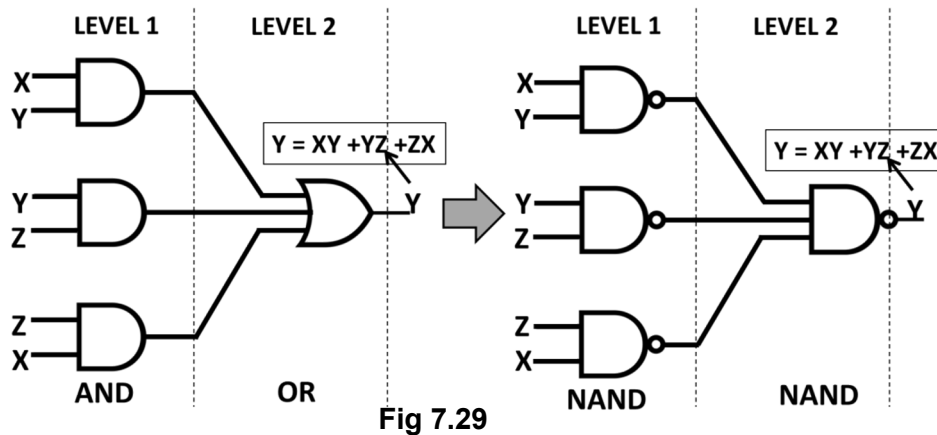 LEVEL 1 LEVEL 2
X
Y
Y = XY +YZ +ZX
Y
Z
Y
Z
X
AND OR
LEVEL 1 LEVEL 2
X
Y
Y = XY +YZ +ZX
Y
Z
Y
Z
X
NAND NAND
Fig 7.29